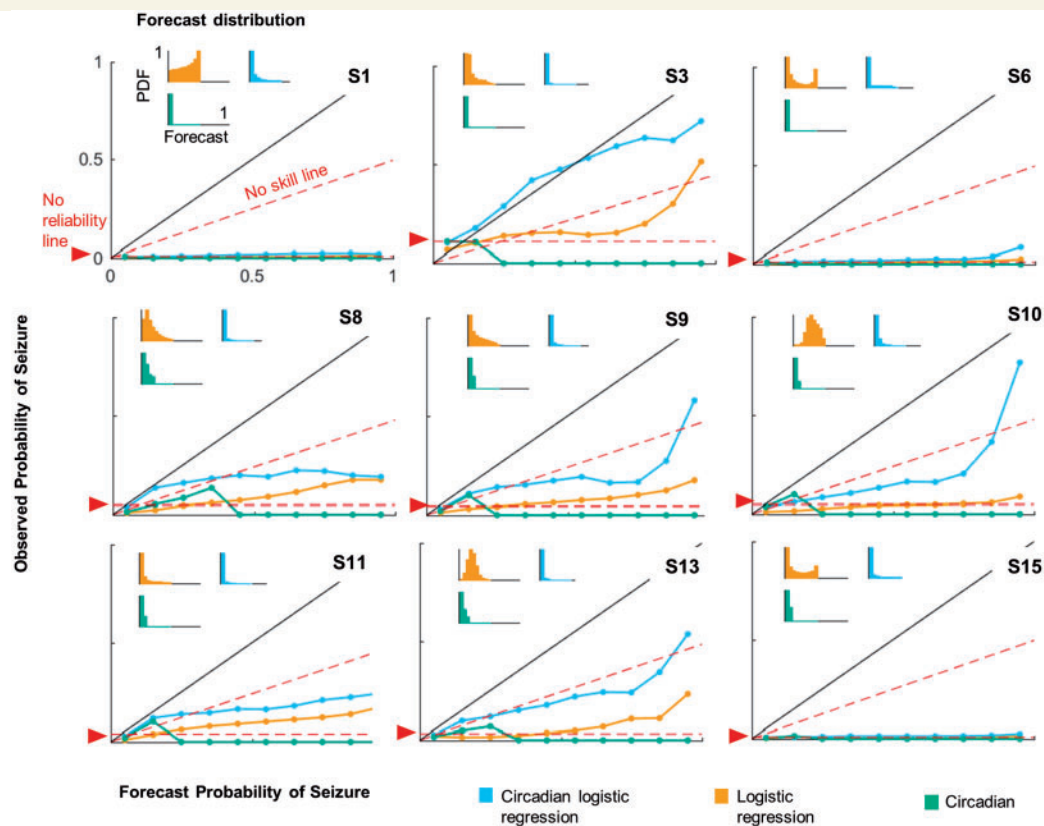 Forecast distribution
1
PDF
1
Forecast
S1
S3
S6
1
0.5
0
No skill line
No
reliability
line
0
0.5
1
S8
S9
S10
Observed Probability of Seizure
S11
S13
S15
Forecast Probability of Seizure
Circadian logistic
regression
Logistic
regression
Circadian